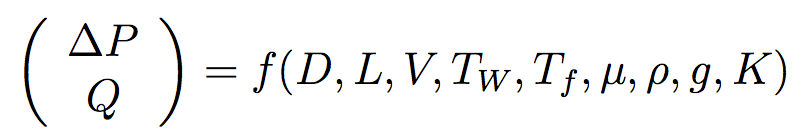 ( ΔP Q ) = f(D, L, V, T_W, T_f, μ, ρ, g, K)